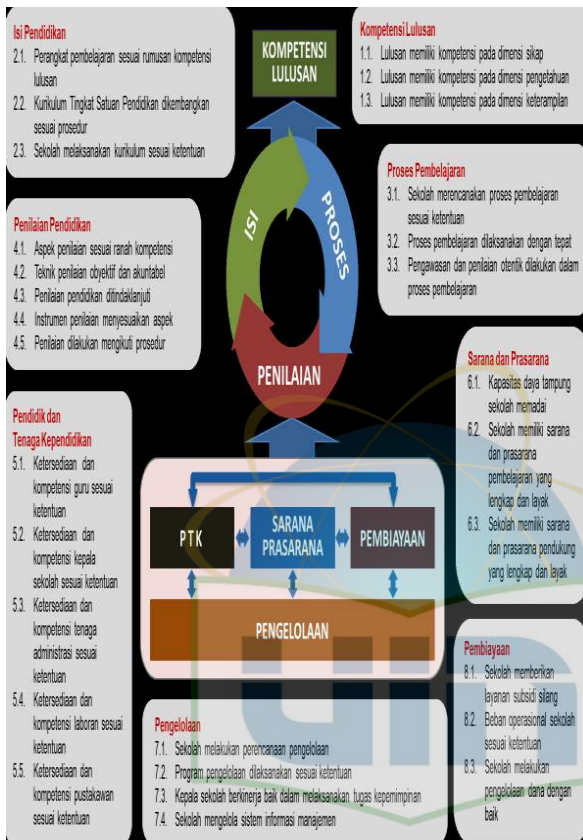 Isi Pendidikan
2.1. Perangkat pembelajaran sesuai rumusan kompetensi
lulusan
2.2. Kurikulum Tingkat Satuan Pendidikan dikembangkan
sesuai prosedur
2.3. Sekolah melaksanakan kurikulum sesuai ketentuan
KOMPETENSI
LULUSAN
Kompetensi Lulusan
1.1. Lulusan memiliki kompetensi pada dimensi sikap
1.2. Lulusan memiliki kompetensi pada dimensi pengetahuan
1.3. Lulusan memiliki kompetensi pada dimensi keterampilan
ISI
PROSES
PENILAIAN
Proses Pembelajaran
3.1. Sekolah merencanakan proses pembelajaran
sesuai ketentuan
3.2. Proses pembelajaran dilaksanakan dengan tepat
3.3. Pengawasan dan penilaian otentik dilakukan dalam
proses pembelajaran
Penilaian Pendidikan
4.1. Aspek penilaian sesuai ranah kompetensi
4.2. Teknik penilaian obyektif dan akuntabel
4.3. Penilaian pendidikan ditindaklanjuti
4.4. Instrumen penilaian menyesuaikan aspek
4.5. Penilaian dilakukan mengikuti prosedur
Sarana dan Prasarana
6.1. Kapasitas daya tampung
sekolah memadai
6.2. Sekolah memiliki sarana
dan prasarana
pembelajaran yang
lengkap dan layak
6.3. Sekolah memiliki sarana
dan prasarana pendukung
yang lengkap dan layak
Pendidik dan
Tenaga Kependidikan
5.1. Ketersediaan dan
kompetensi guru sesuai
ketentuan
5.2. Ketersediaan dan
kompetensi kepala
sekolah sesuai ketentuan
5.3. Ketersediaan dan
kompetensi tenaga
administrasi sesuai
ketentuan
5.4. Ketersediaan dan
kompetensi laboran sesuai
ketentuan
5.5. Ketersediaan dan
kompetensi pustakawan
sesuai ketentuan
PTK
SARANA
PRASARANA
PEMBIAYAAN
PENGELOLAAN
Pengelolaan
7.1. Sekolah melakukan perencanaan pengelolaan
7.2. Program pengelolaan dilaksanakan sesuai ketentuan
7.3. Kepala sekolah berkinerja baik dalam melaksanakan tugas kepemimpinan
7.4. Sekolah mengelola sistem informasi manajemen
Pembiayaan
8.1. Sekolah memberikan
layanan subsidi silang
8.2. Beban operasional sekolah
sesuai ketentuan
8.3. Sekolah melakukan
pengelolaan dana dengan
baik
uin